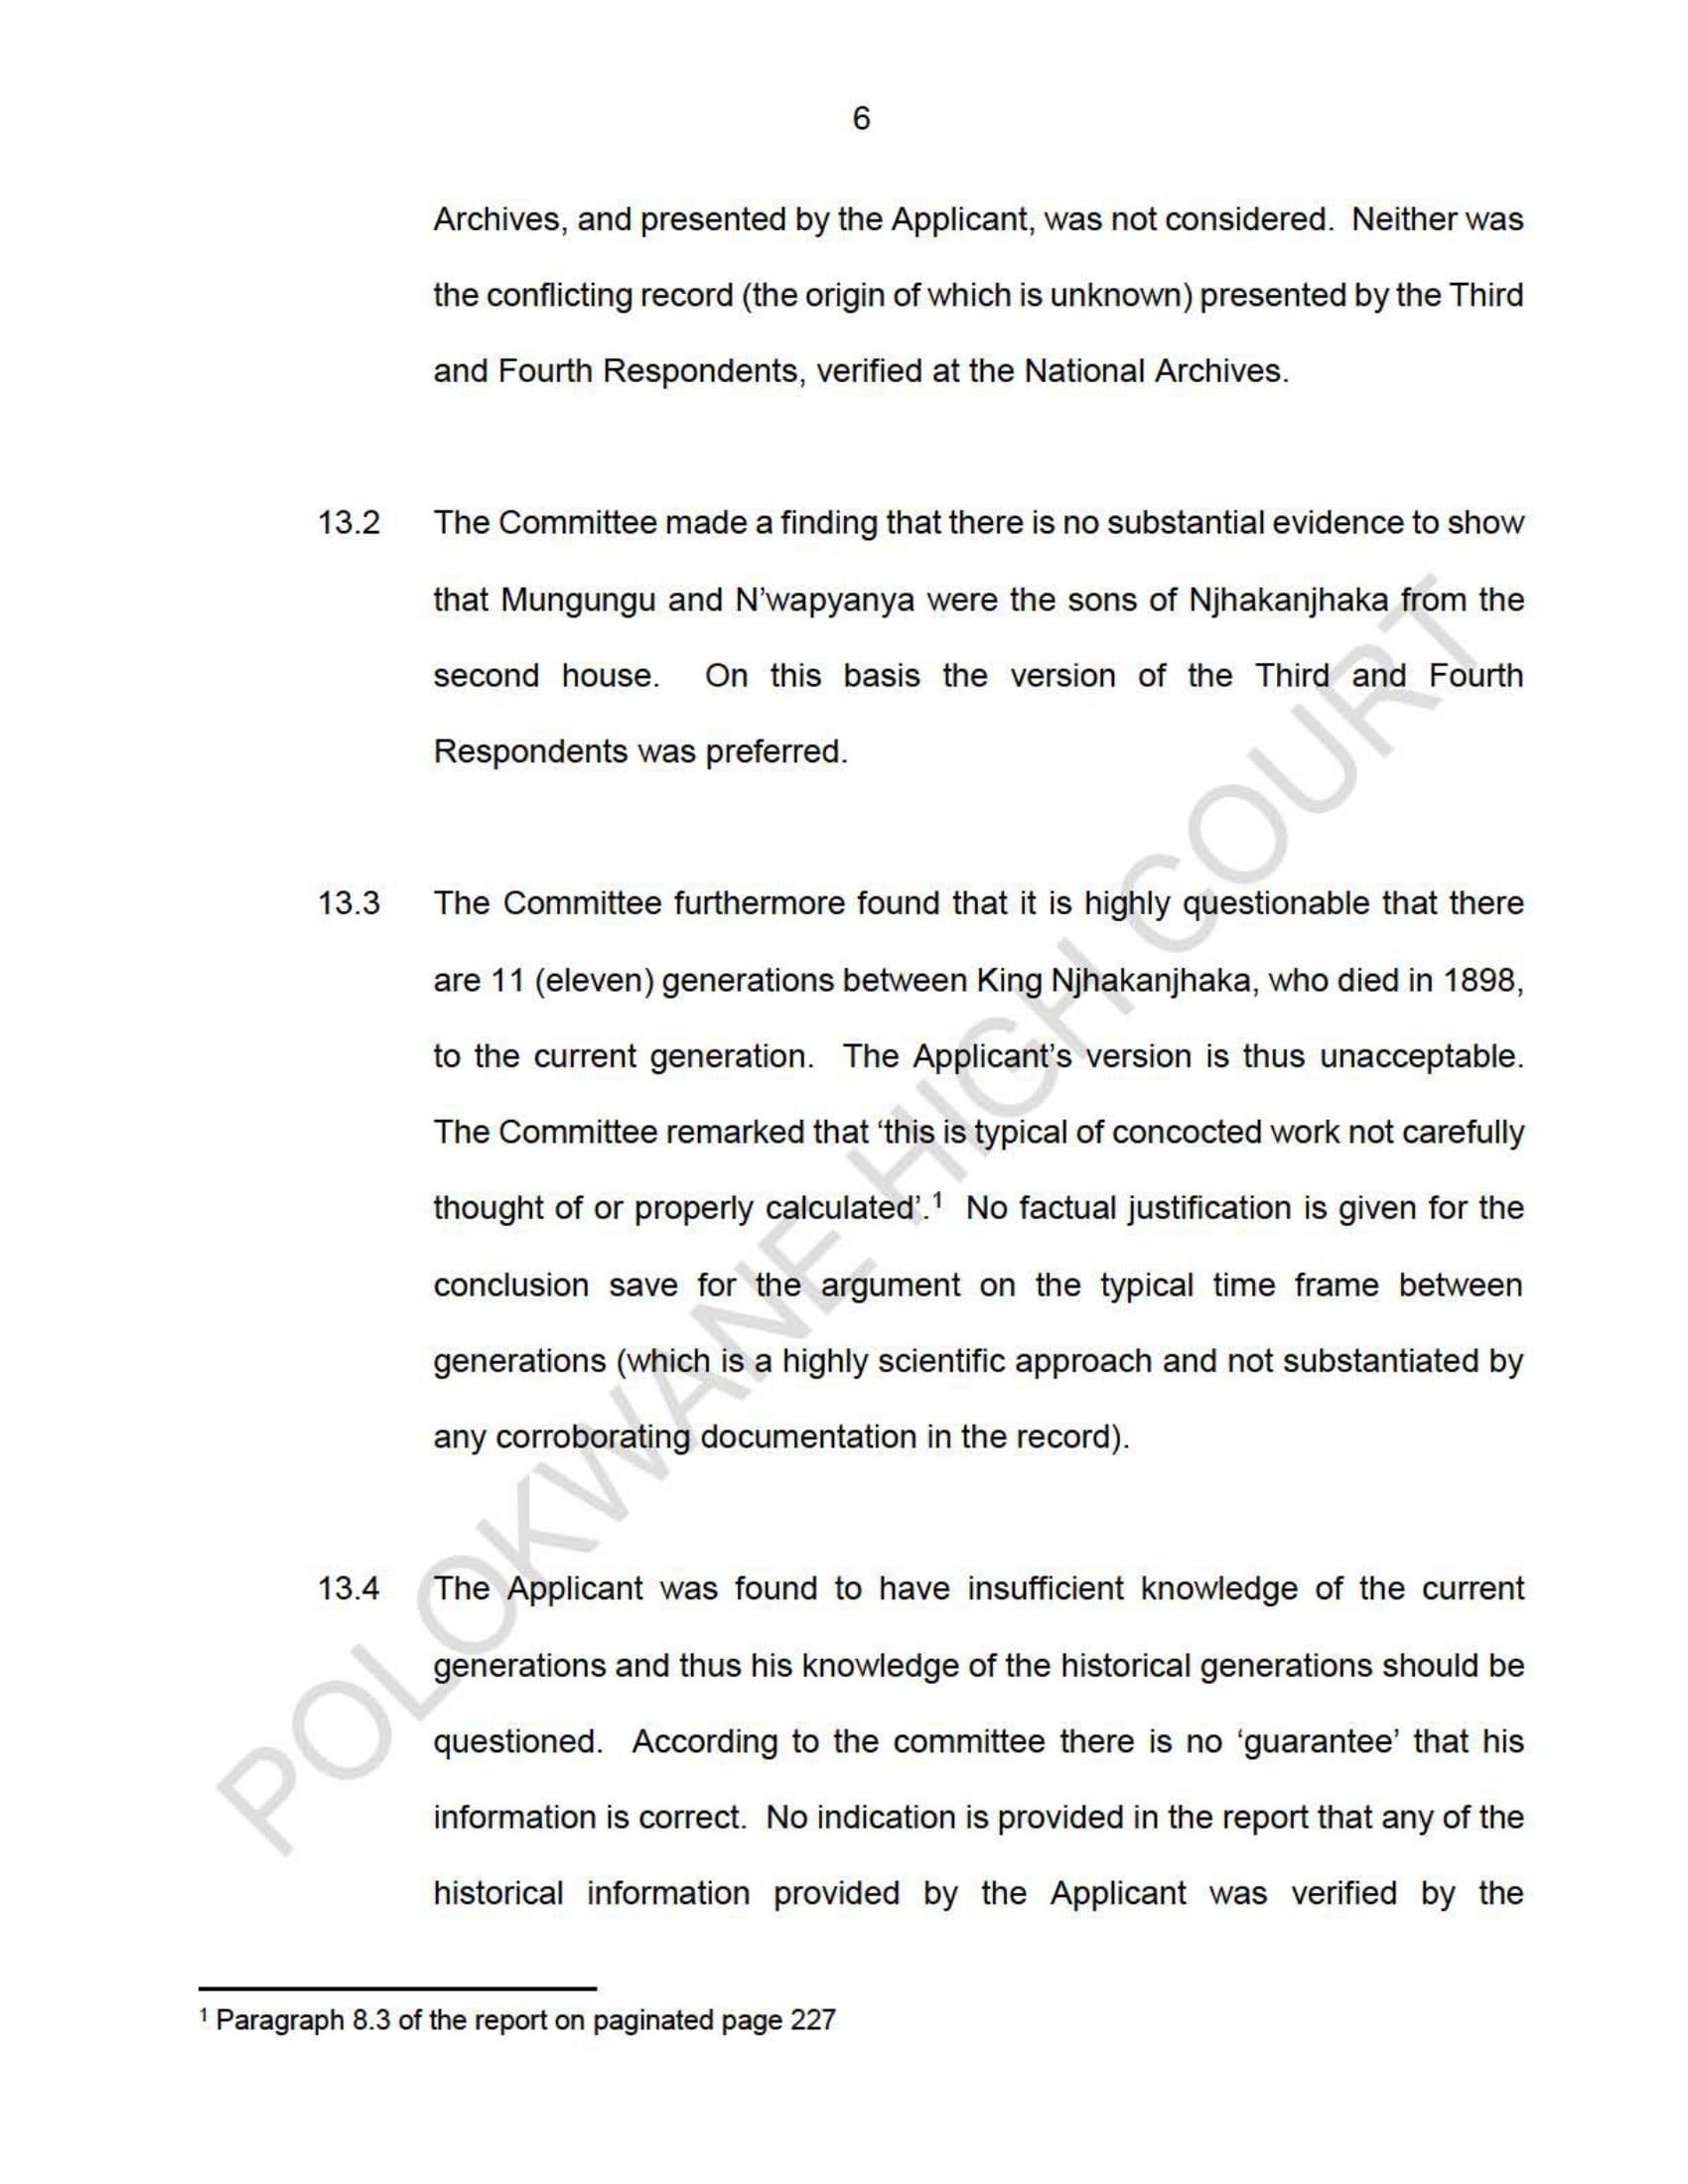 6
Archives, and presented by the Applicant, was not considered. Neither was
the conflicting record (the origin of which is unknown) presented by the Third
and Fourth Respondents, verified at the National Archives.
13.2 The Committee made a finding that there is no substantial evidence to show
that Mungungu and N’wapyanya were the sons of Njhakanjhaka from the
second house. On this basis the version of the Third and Fourth
Respondents was preferred.
13.3 The Committee furthermore found that it is highly questionable that there
are 11 (eleven) generations between King Njhakanjhaka, who died in 1898,
to the current generation. The Applicant’s version is thus unacceptable.
The Committee remarked that ‘this is typical of concocted work not carefully
thought of or properly calculated’.¹ No factual justification is given for the
conclusion save for the argument on the typical time frame between
generations (which is a highly scientific approach and not substantiated by
any corroborating documentation in the record).
13.4 The Applicant was found to have insufficient knowledge of the current
generations and thus his knowledge of the historical generations should be
questioned. According to the committee there is no ‘guarantee’ that his
information is correct. No indication is provided in the report that any of the
historical information provided by the Applicant was verified by the
¹ Paragraph 8.3 of the report on paginated page 227
POLOKWANE HIGH COURT